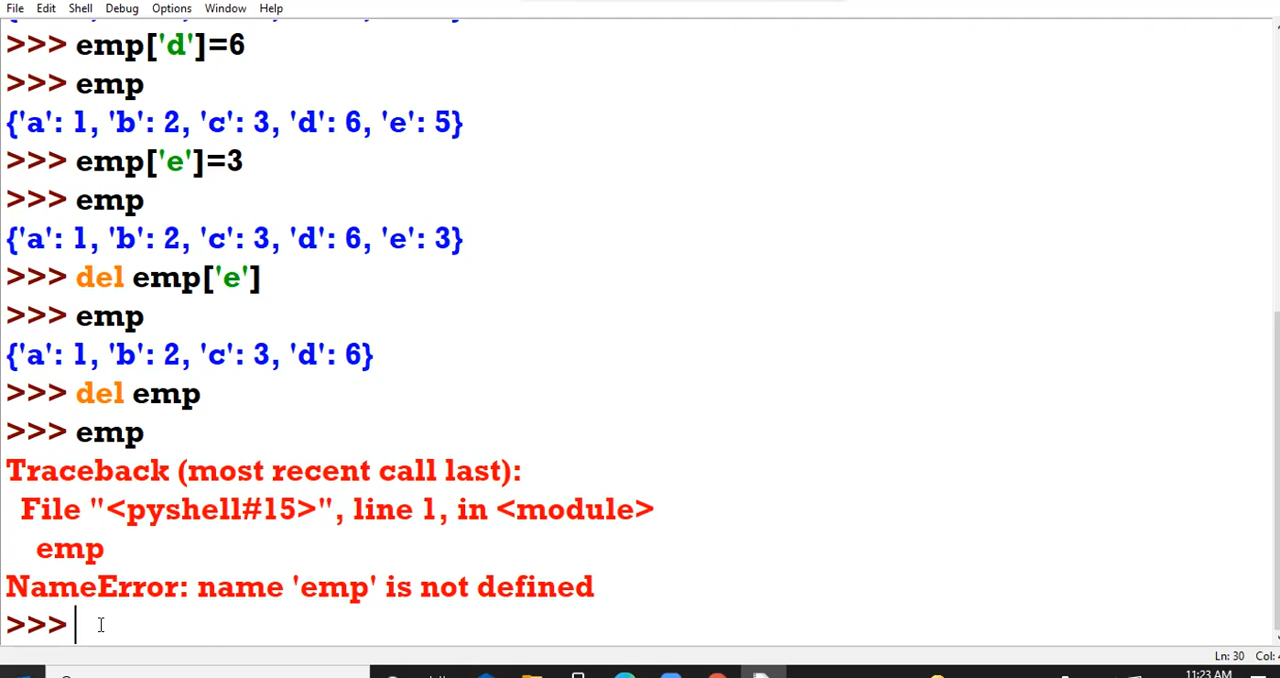 File Edit Shell Debug Options Window Help
>>> emp['d']=6
>>> emp
{'a': 1, 'b': 2, 'c': 3, 'd': 6, 'e': 5}
>>> emp['e']=3
>>> emp
{'a': 1, 'b': 2, 'c': 3, 'd': 6, 'e': 3}
>>> del emp['e']
>>> emp
{'a': 1, 'b': 2, 'c': 3, 'd': 6}
>>> del emp
>>> emp
Traceback (most recent call last):
  File "<pyshell#15>", line 1, in <module>
    emp
NameError: name 'emp' is not defined
>>>
Ln: 30 Col:
11:23 AM